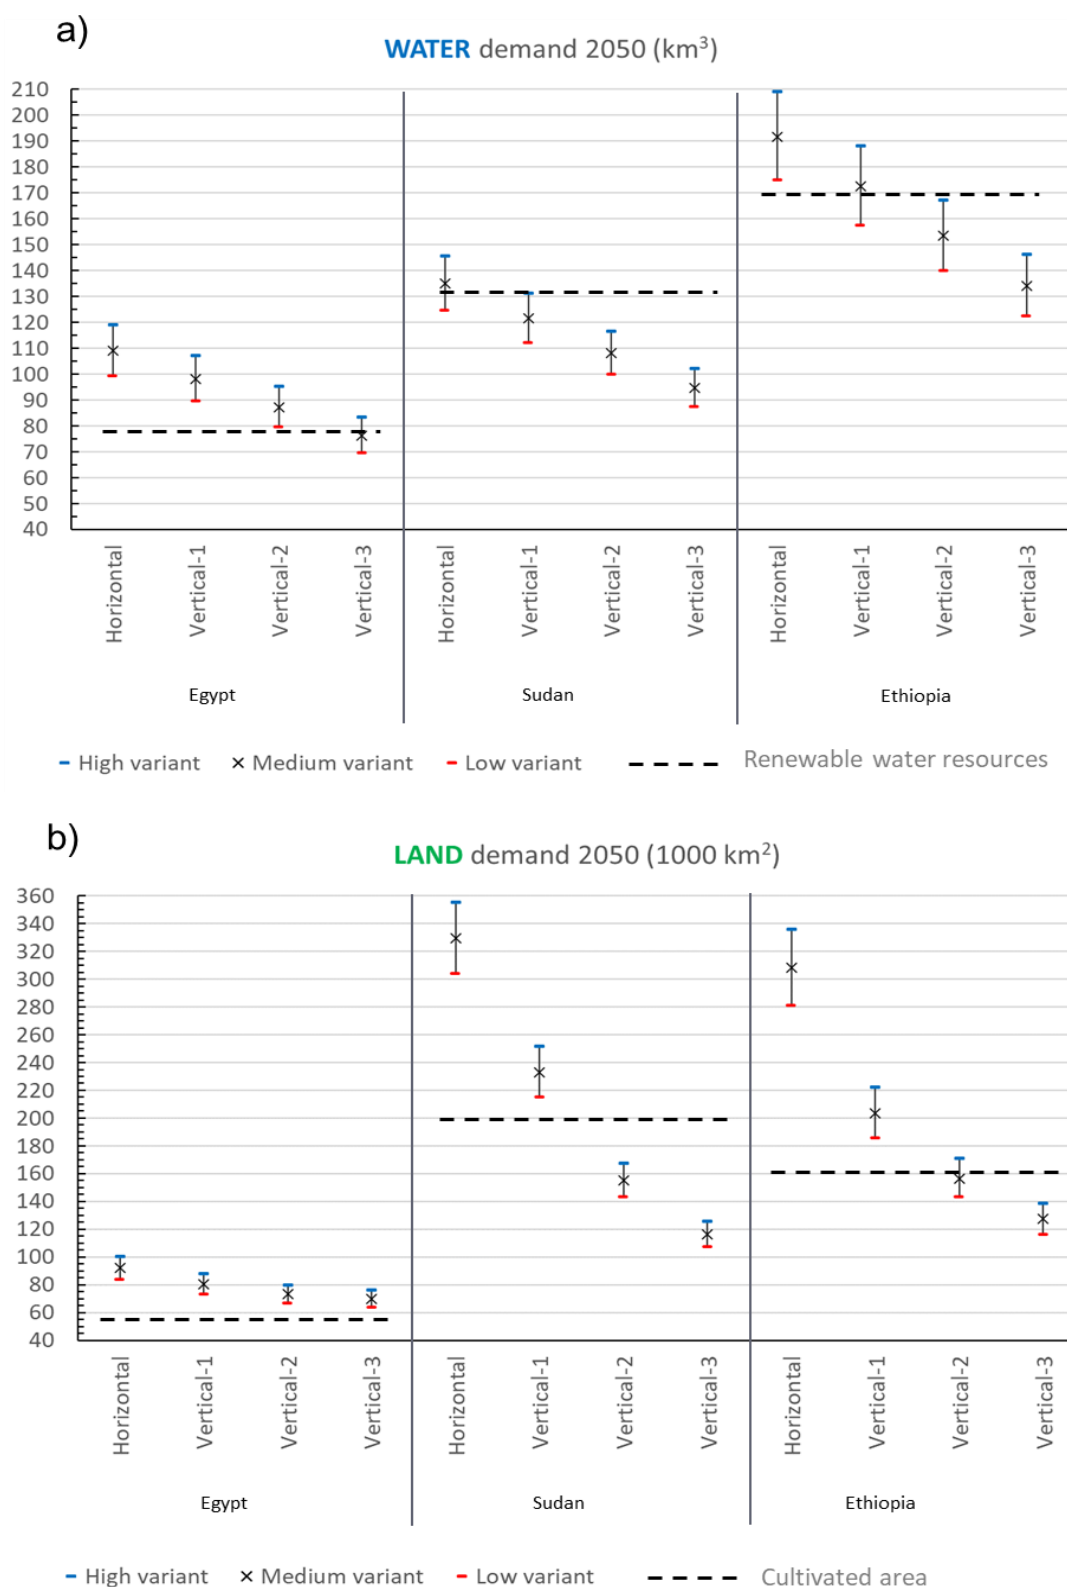 a)
WATER demand 2050 (km³)
210
200
190
180
170
160
150
140
130
120
110
100
90
80
70
60
50
40
Horizontal
Vertical-1
Vertical-2
Vertical-3
Horizontal
Vertical-1
Vertical-2
Vertical-3
Horizontal
Vertical-1
Vertical-2
Vertical-3
Egypt
Sudan
Ethiopia
High variant
Medium variant
Low variant
Renewable water resources
b)
LAND demand 2050 (1000 km²)
360
340
320
300
280
260
240
220
200
180
160
140
120
100
80
60
40
Horizontal
Vertical-1
Vertical-2
Vertical-3
Horizontal
Vertical-1
Vertical-2
Vertical-3
Horizontal
Vertical-1
Vertical-2
Vertical-3
Egypt
Sudan
Ethiopia
High variant
Medium variant
Low variant
Cultivated area